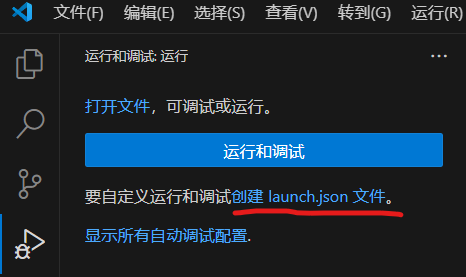 文件(F) 编辑(E) 选择(S) 查看(V) 转到(G) 运行(R)
运行和调试: 运行 ···
打开文件，可调试或运行。
运行和调试
要自定义运行和调试创建 launch.json 文件。
显示所有自动调试配置.